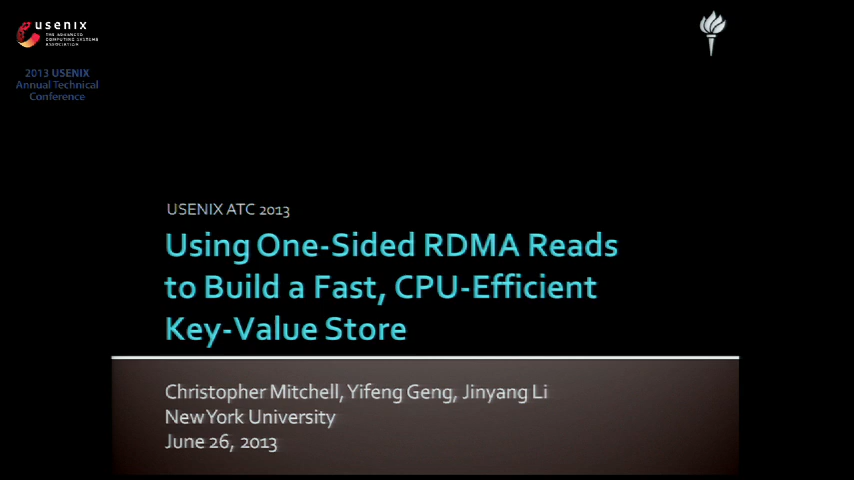 usenix
THE ADVANCED
COMPUTING SYSTEMS
ASSOCIATION
2013 USENIX
Annual Technical
Conference
USENIX ATC 2013
Using One-Sided RDMA Reads
to Build a Fast, CPU-Efficient
Key-Value Store
Christopher Mitchell, Yifeng Geng, Jinyang Li
New York University
June 26, 2013